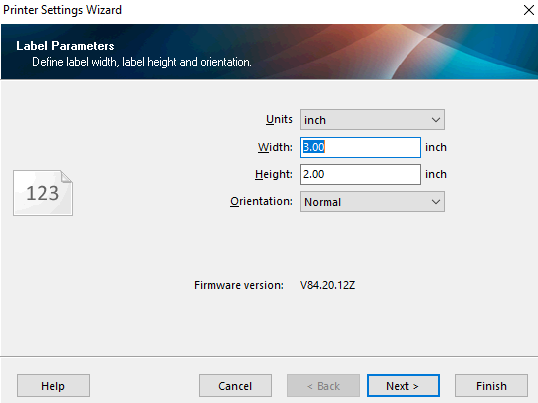 Printer Settings Wizard
Label Parameters
Define label width, label height and orientation.
Units inch
Width: 3.00 inch
Height: 2.00 inch
123
Orientation: Normal
Firmware version: V84.20.12Z
Help Cancel < Back Next > Finish